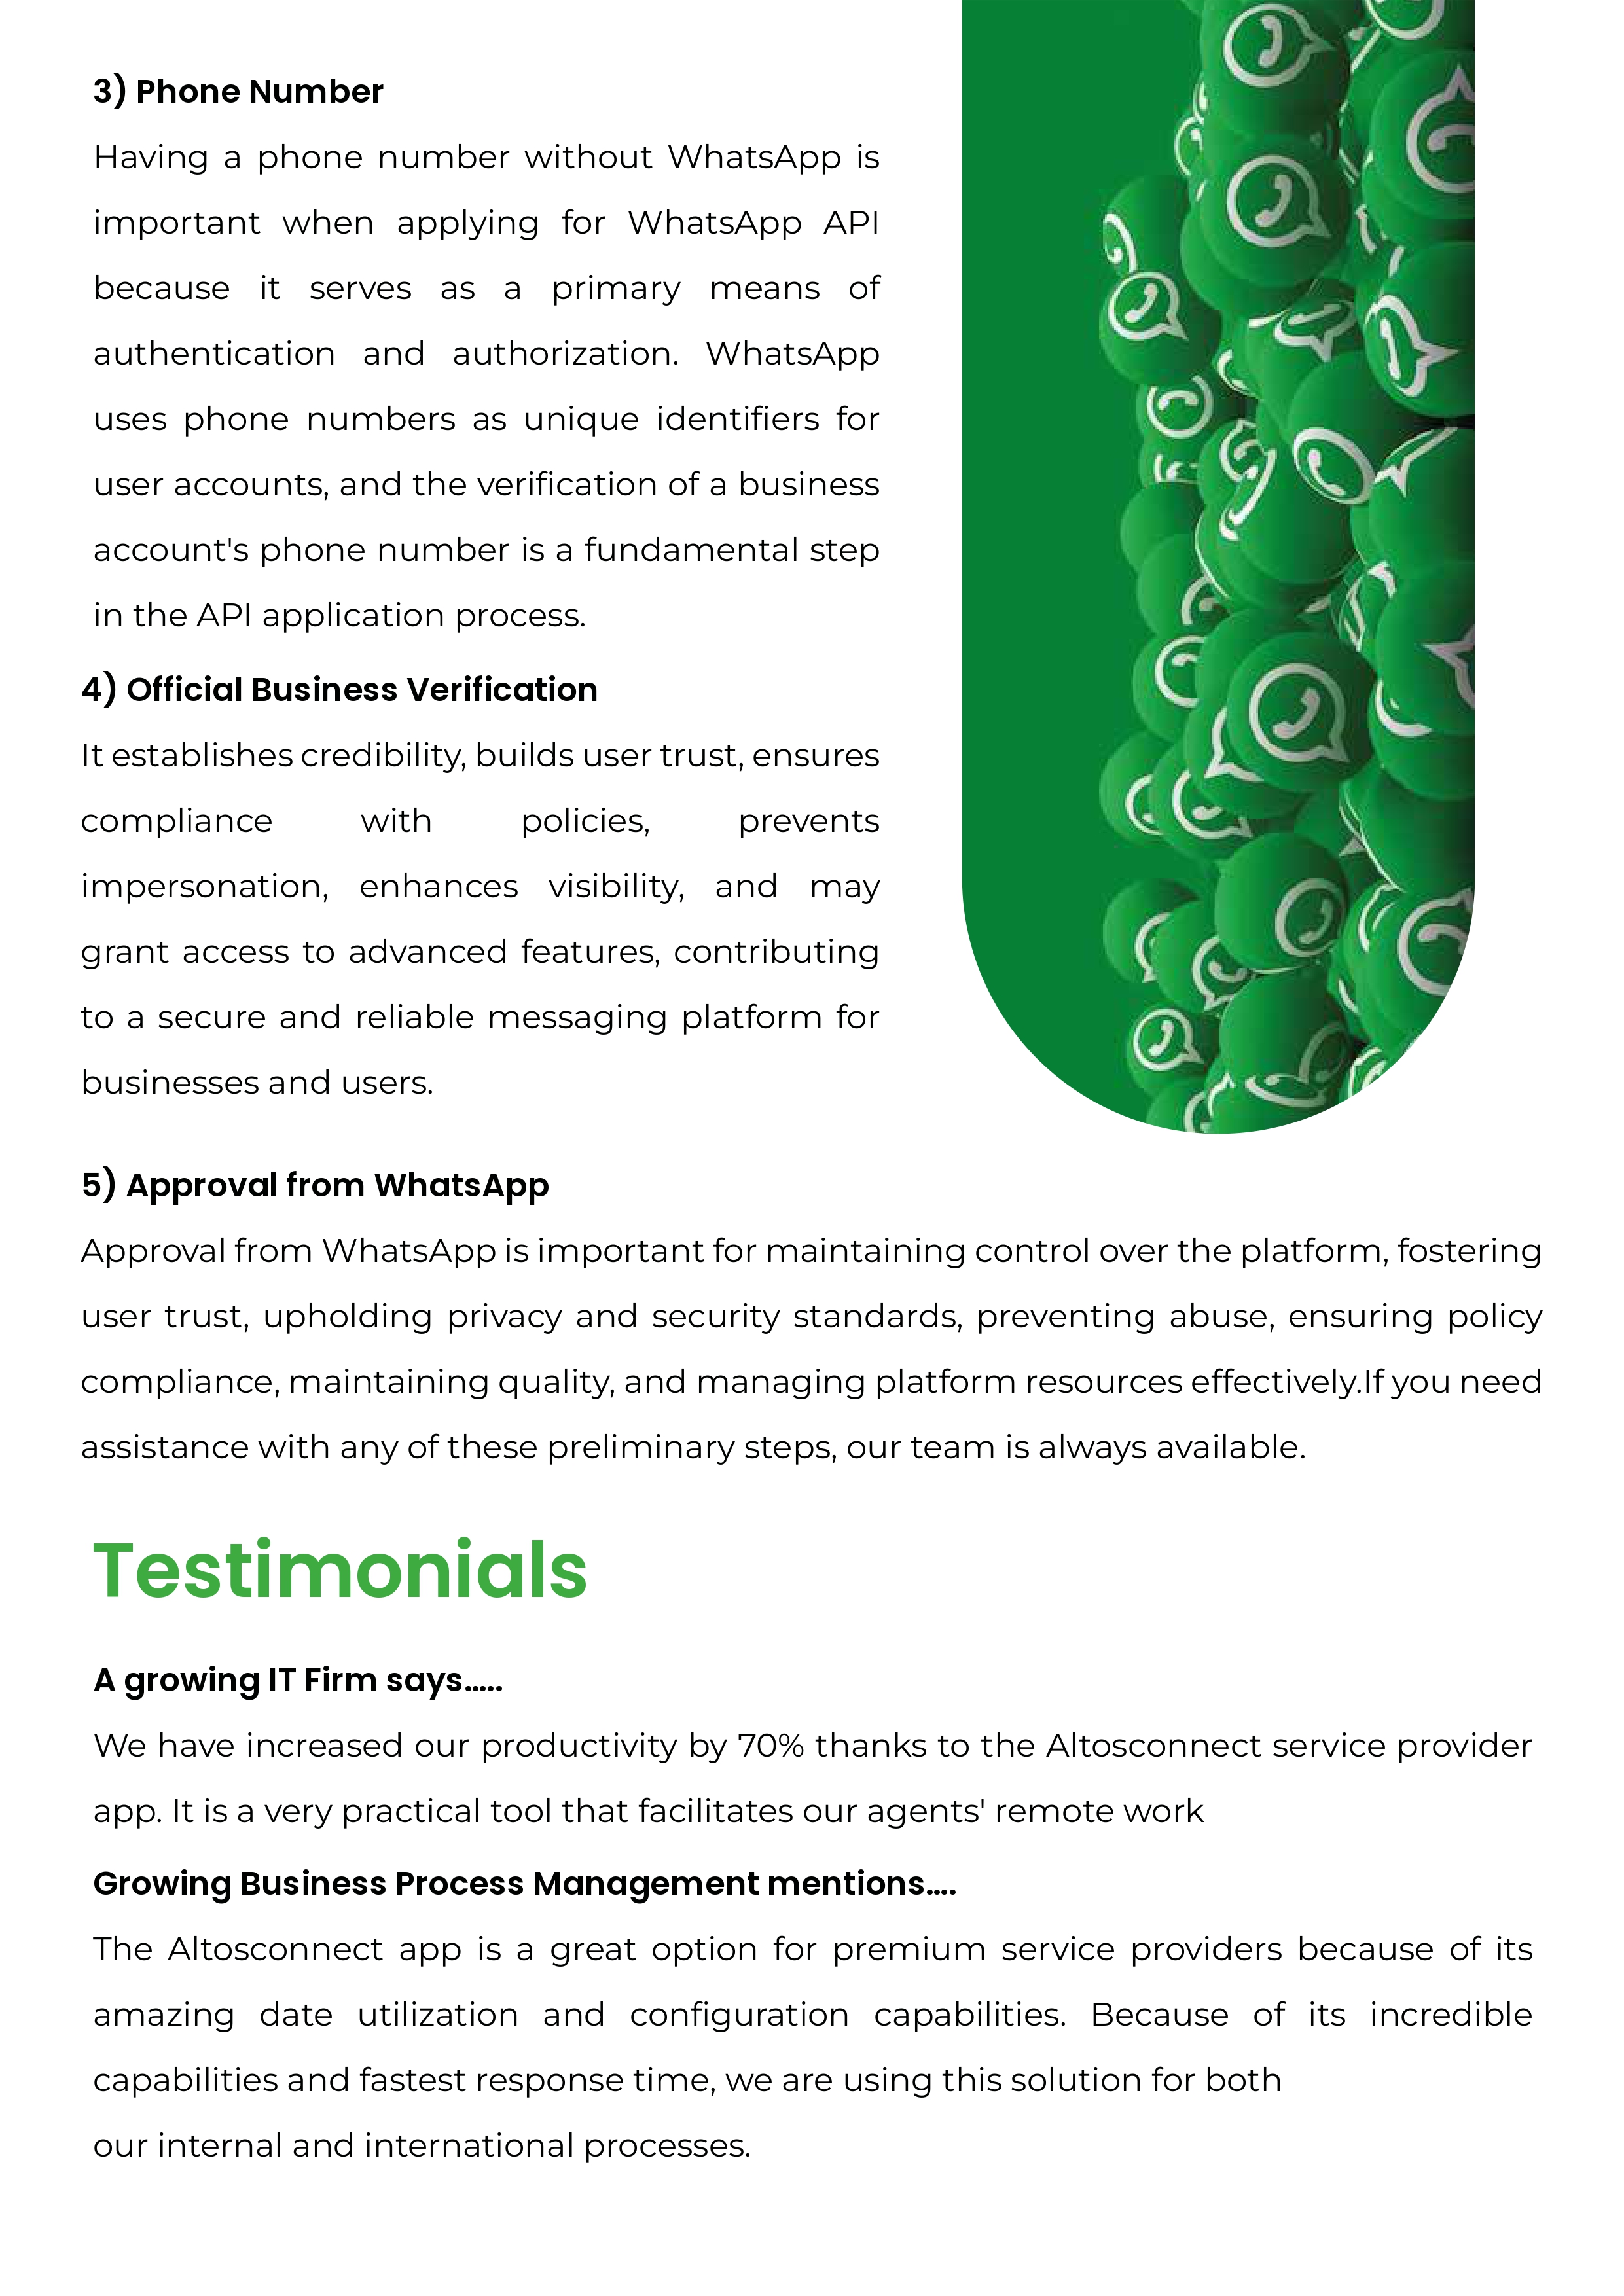 3) Phone Number
Having a phone number without WhatsApp is
important when applying for WhatsApp API
because it serves as a primary means of
authentication and authorization. WhatsApp
uses phone numbers as unique identifiers for
user accounts, and the verification of a business
account's phone number is a fundamental step
in the API application process.
4) Official Business Verification
It establishes credibility, builds user trust, ensures
compliance with policies, prevents
impersonation, enhances visibility, and may
grant access to advanced features, contributing
to a secure and reliable messaging platform for
businesses and users.
5) Approval from WhatsApp
Approval from WhatsApp is important for maintaining control over the platform, fostering
user trust, upholding privacy and security standards, preventing abuse, ensuring policy
compliance, maintaining quality, and managing platform resources effectively.If you need
assistance with any of these preliminary steps, our team is always available.
Testimonials
A growing IT Firm says.....
We have increased our productivity by 70% thanks to the Altosconnect service provider
app. It is a very practical tool that facilitates our agents' remote work
Growing Business Process Management mentions....
The Altosconnect app is a great option for premium service providers because of its
amazing date utilization and configuration capabilities. Because of its incredible
capabilities and fastest response time, we are using this solution for both
our internal and international processes.